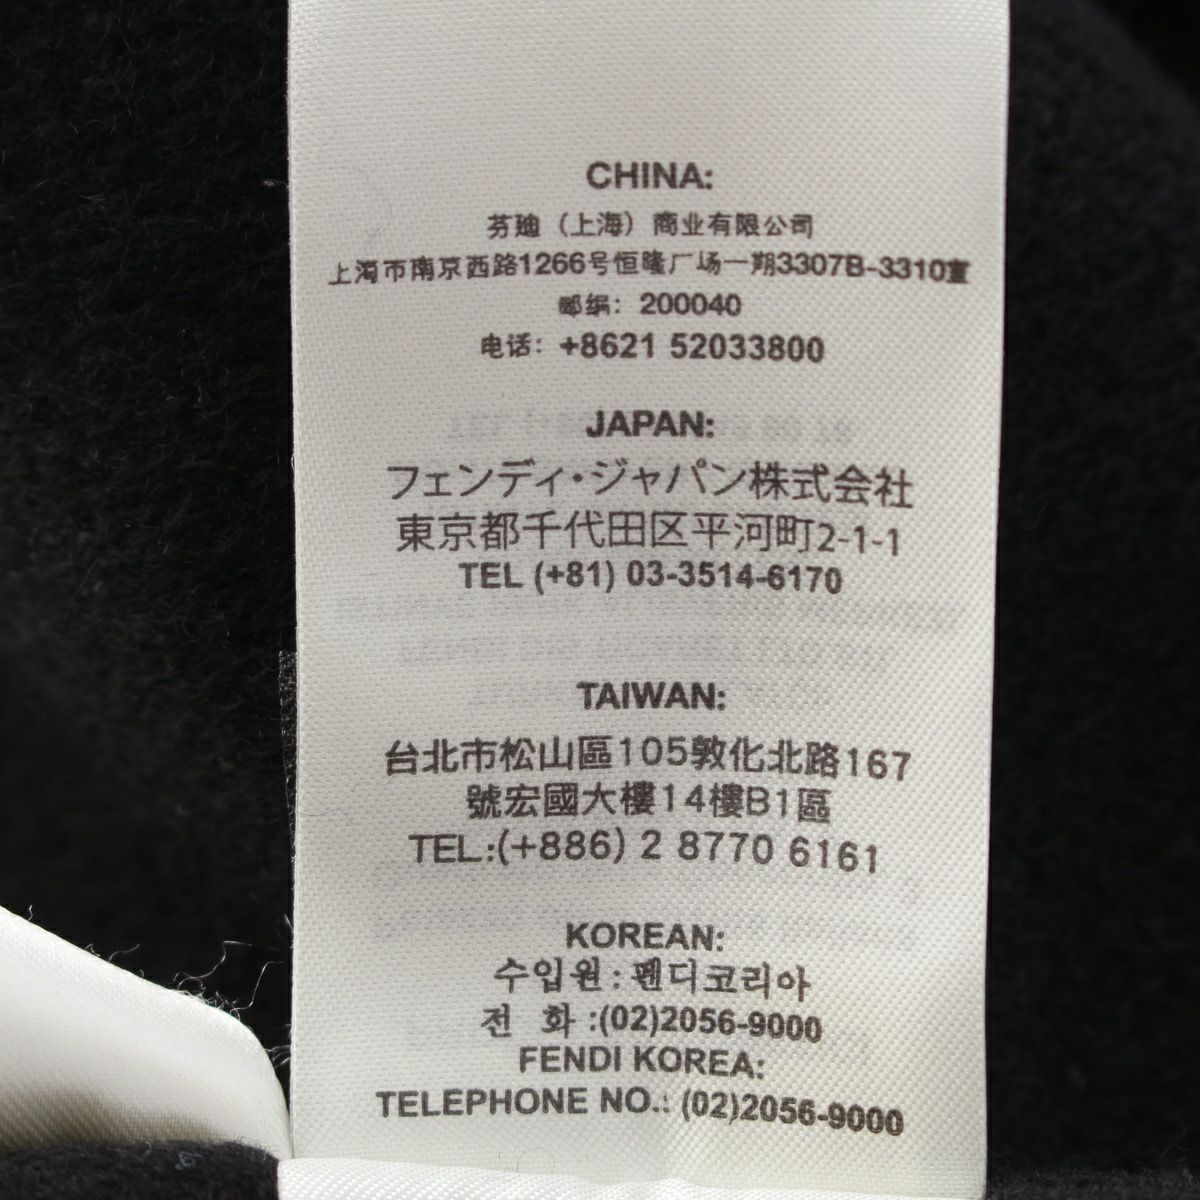 CHINA:
芬迪（上海）商业有限公司
上海市南京西路1266号恒隆广场一期3307B-3310室
邮编：200040
电话：+8621 52033800
JAPAN:
フェンディ・ジャパン株式会社
東京都千代田区平河町2-1-1
TEL (+81) 03-3514-6170
TAIWAN:
台北市松山區105敦化北路167
號宏國大樓14樓B1區
TEL:(+886) 2 8770 6161
KOREAN:
수입원 : 펜디코리아
전 화 :(02)2056-9000
FENDI KOREA:
TELEPHONE NO.: (02)2056-9000